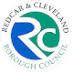 REDCAR & CLEVELAND
RC
BOROUGH COUNCIL